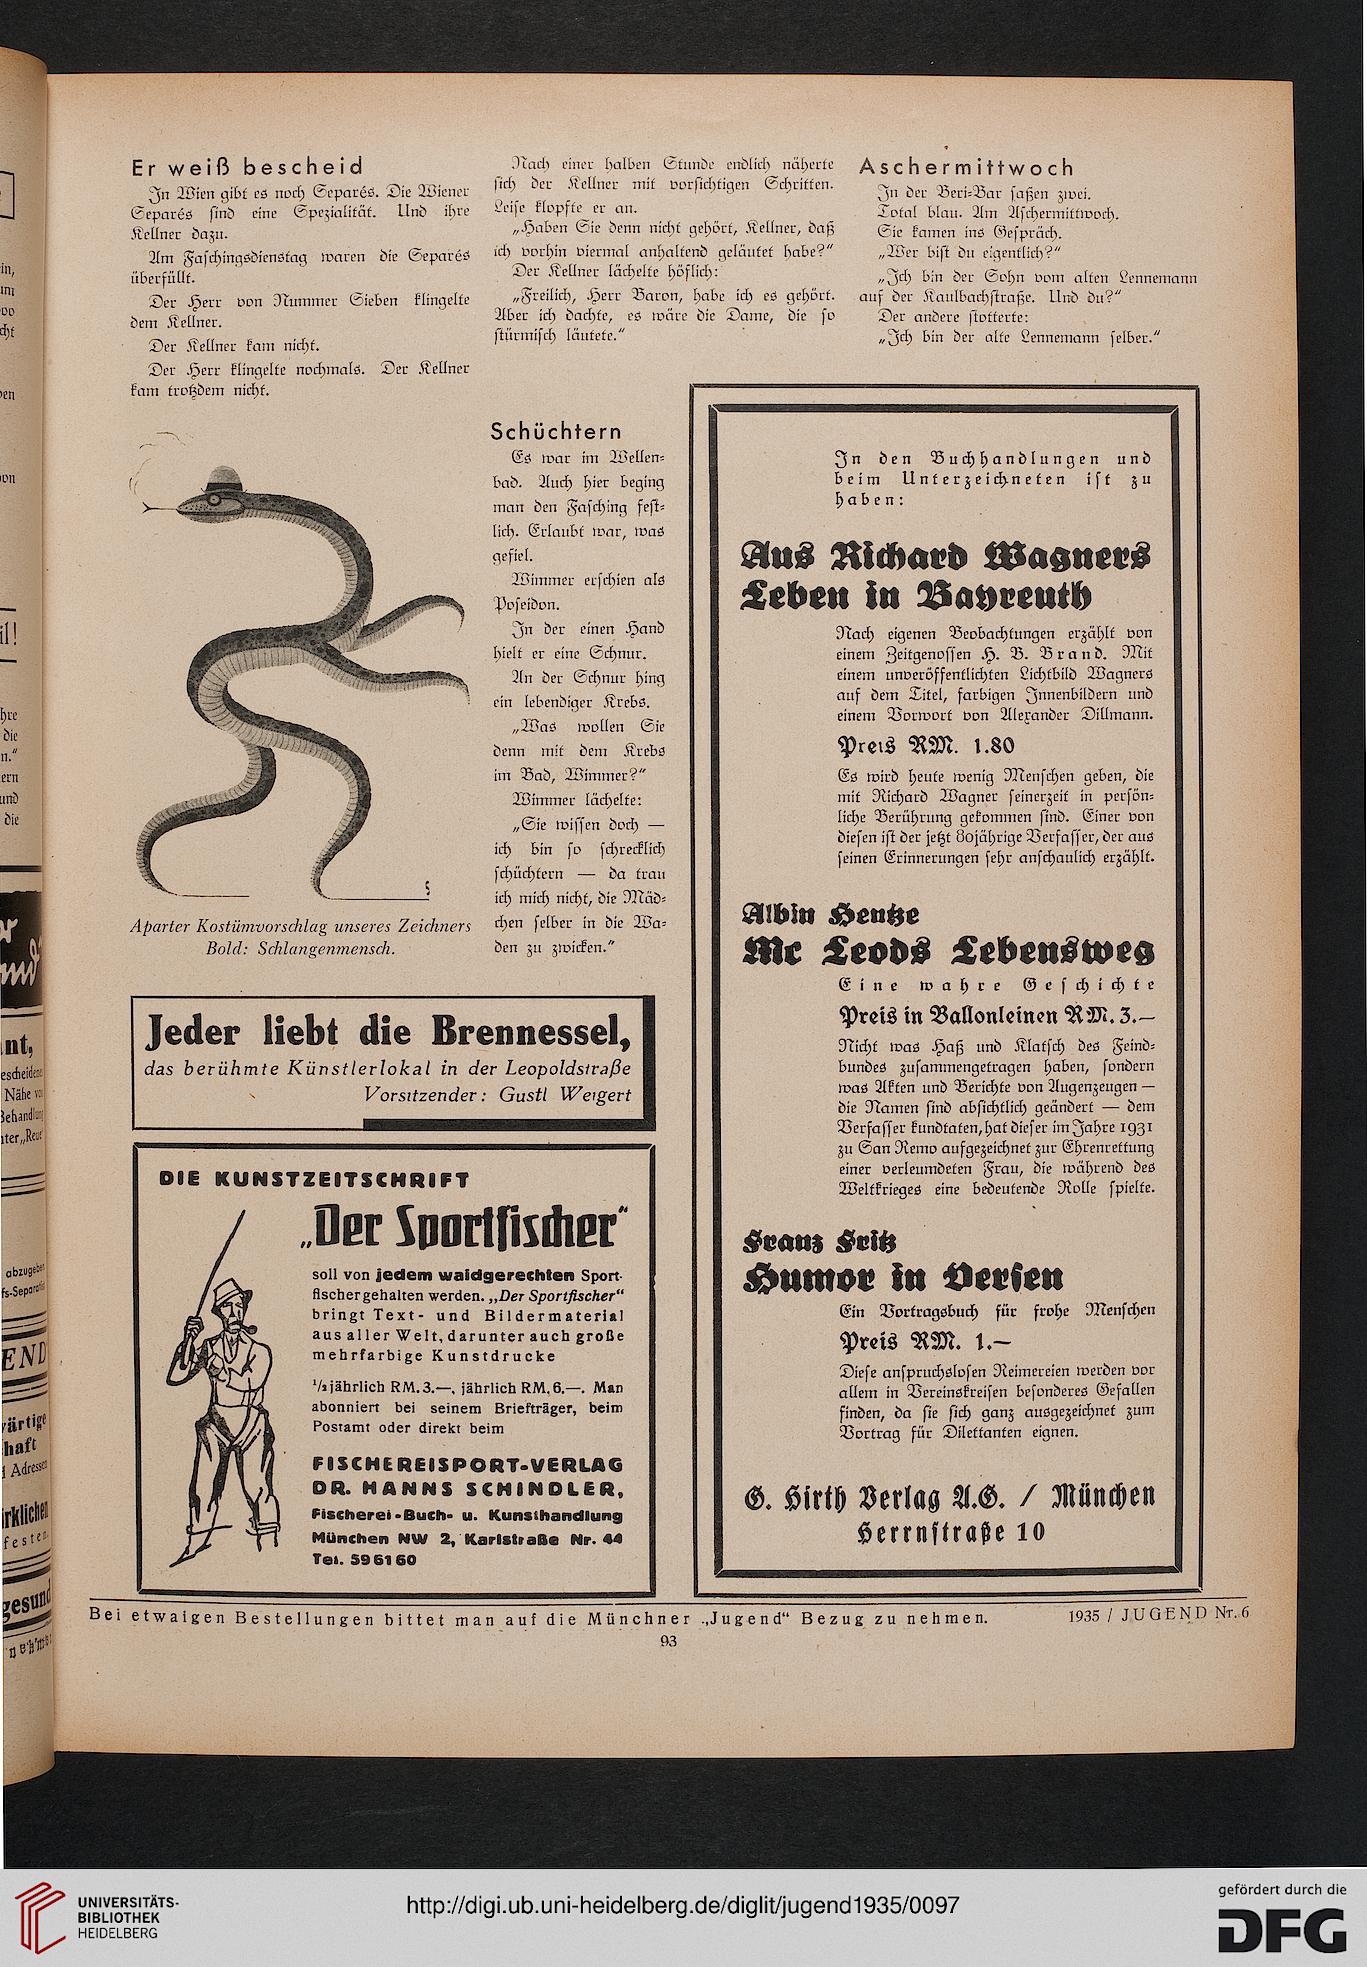 Er weiß bescheid
In Wien gibt es noch Separés. Die Wiener
Separés sind eine Spezialität. Und ihre
Kellner dazu.
Am Faschingsdienstag waren die Separés
überfüllt.
Der Herr von Nummer Sieben klingelte
dem Kellner.
Der Kellner kam nicht.
Der Herr klingelte nochmals. Der Kellner
kam trotzdem nicht.
Nach einer halben Stunde endlich näherte
sich der Kellner mit vorsichtigen Schritten.
Leise klopfte er an.
„Haben Sie denn nicht gehört, Kellner, daß
ich vorhin viermal anhaltend geläutet habe?"
Der Kellner lächelte höflich:
„Freilich, Herr Baron, habe ich es gehört.
Aber ich dachte, es wäre die Dame, die so
stürmisch läutete."
Aschermittwoch
In der Beri-Bar saßen zwei.
Total blau. Am Aschermittwoch.
Sie kamen ins Gespräch.
„Wer bist du eigentlich?"
„Ich bin der Sohn vom alten Lennemann
auf der Kaulbachstraße. Und du?"
Der andere stotterte:
„Ich bin der alte Lennemann selber."
Aparter Kostümvorschlag unseres Zeichners
Bold: Schlangenmensch.
Schüchtern
Es war im Wellen-
bad. Auch hier beging
man den Fasching fest-
lich. Erlaubt war, was
gefiel.
Wimmer erschien als
Poseidon.
In der einen Hand
hielt er eine Schnur.
An der Schnur hing
ein lebendiger Krebs.
„Was wollen Sie
denn mit dem Krebs
im Bad, Wimmer?"
Wimmer lächelte:
„Sie wissen doch —
ich bin so schrecklich
schüchtern — da trau
ich mich nicht, die Mäd-
chen selber in die Wa-
den zu zwicken."
Jeder liebt die Brennessel,
das berühmte Künstlerlokal in der Leopoldstraße
Vorsitzender: Gustl Weigert
DIE KUNSTZEITSCHRIFT
„Der Sportfischer"
soll von jedem waidgerechten Sport-
fischer gehalten werden. „Der Sportfischer"
bringt Text- und Bildermaterial
aus aller Welt, darunter auch große
mehrfarbige Kunstdrucke
½jährlich RM. 3.—, jährlich RM. 6.—. Man
abonniert bei seinem Briefträger, beim
Postamt oder direkt beim
FISCHEREISPORT-VERLAG
DR. HANNS SCHINDLER,
Fischerei-Buch- u. Kunsthandlung
München NW 2, Karlstraße Nr. 44
Tel. 596160
In den Buchhandlungen und
beim Unterzeichneten ist zu
haben:
Aus Richard Wagners
Leben in Bayreuth
Nach eigenen Beobachtungen erzählt von
einem Zeitgenossen H. B. Brand. Mit
einem unveröffentlichten Lichtbild Wagners
auf dem Titel, farbigen Innenbildern und
einem Vorwort von Alexander Dillmann.
Preis RM. 1.80
Es wird heute wenig Menschen geben, die
mit Richard Wagner seinerzeit in persön-
liche Berührung gekommen sind. Einer von
diesen ist der jetzt 80jährige Verfasser, der aus
seinen Erinnerungen sehr anschaulich erzählt.
Albin Hentze
Mc Leods Lebensweg
Eine wahre Geschichte
Preis in Ballonleinen RM. 3.—
Nicht was Haß und Klatsch des Feind-
bundes zusammengetragen haben, sondern
was Akten und Berichte von Augenzeugen —
die Namen sind absichtlich geändert — dem
Verfasser kundtaten, hat dieser im Jahre 1931
zu San Remo aufgezeichnet zur Ehrenrettung
einer verleumdeten Frau, die während des
Weltkrieges eine bedeutende Rolle spielte.
Franz Fritz
Humor in Versen
Ein Vortragsbuch für frohe Menschen
Preis RM. 1.—
Diese anspruchslosen Reimereien werden vor
allem in Vereinskreisen besonderes Gefallen
finden, da sie sich ganz ausgezeichnet zum
Vortrag für Dilettanten eignen.
G. Hirth Verlag A.G. / München
Herrnstraße 10
Bei etwaigen Bestellungen bittet man auf die Münchner „Jugend" Bezug zu nehmen.
1935 / JUGEND Nr. 6
93
UNIVERSITÄTS-
BIBLIOTHEK
HEIDELBERG
http://digi.ub.uni-heidelberg.de/diglit/jugend1935/0097
gefördert durch die
DFG